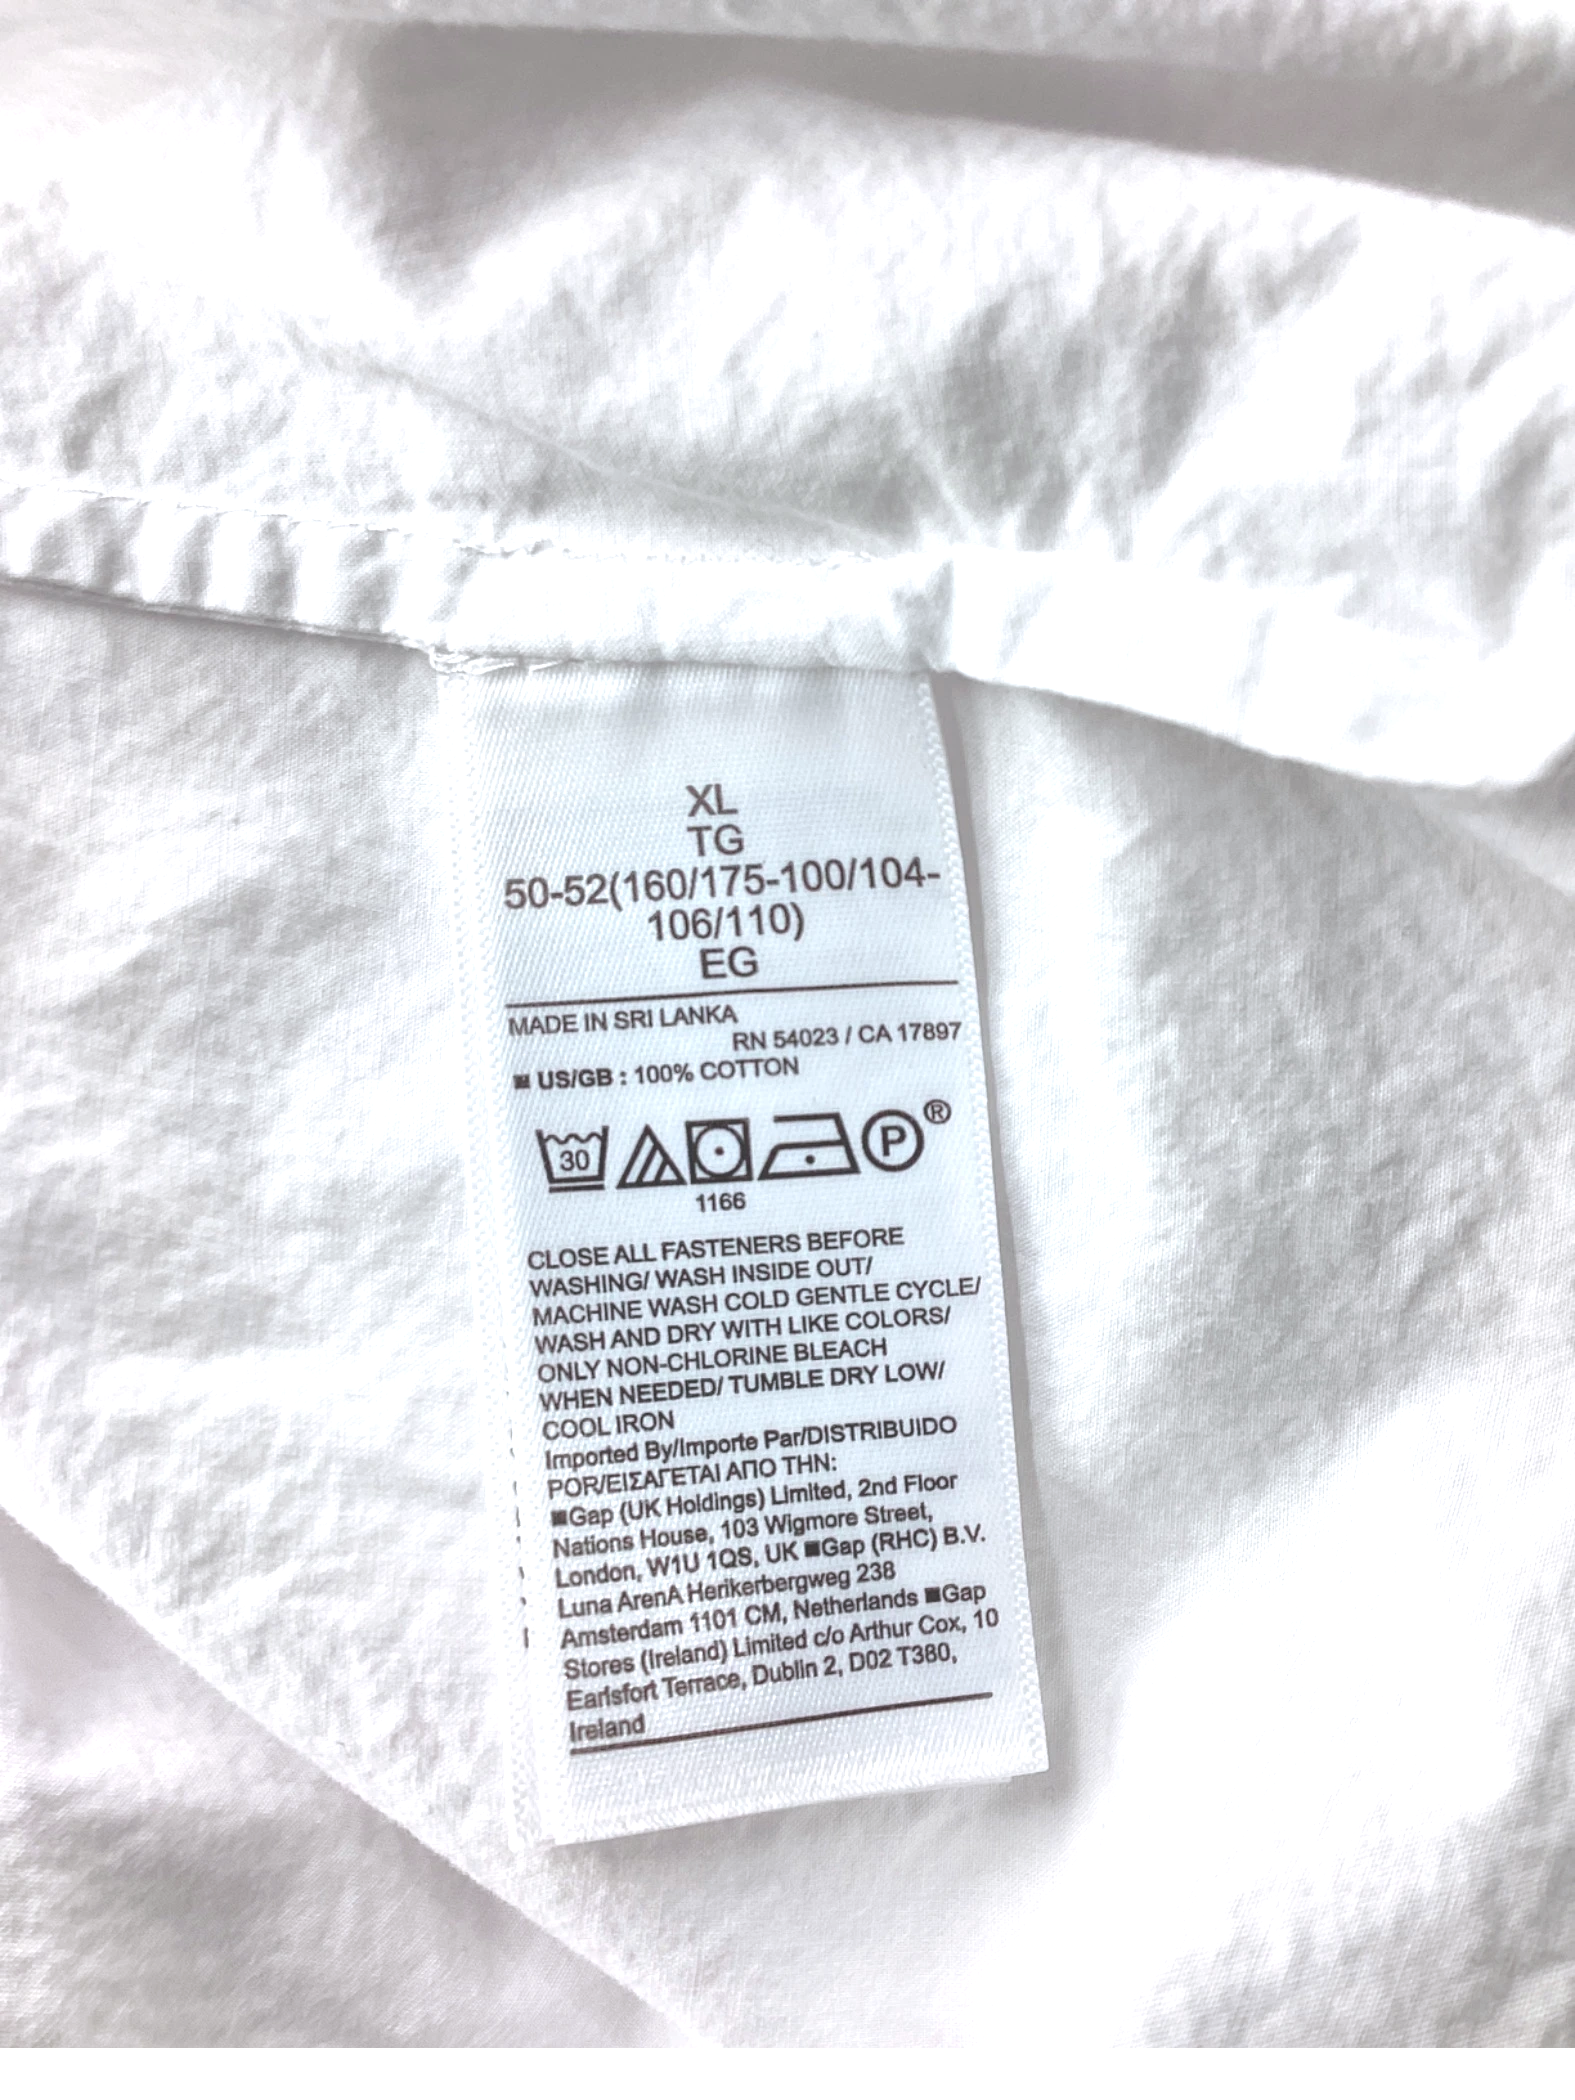 XL
TG
50-52(160/175-100/104-
106/110)
EG
MADE IN SRI LANKA
RN 54023 / CA 17897
■ US/GB : 100% COTTON
30
P
®
1166
CLOSE ALL FASTENERS BEFORE
WASHING/ WASH INSIDE OUT/
MACHINE WASH COLD GENTLE CYCLE/
WASH AND DRY WITH LIKE COLORS/
ONLY NON-CHLORINE BLEACH
WHEN NEEDED/ TUMBLE DRY LOW/
COOL IRON
Imported By/Importe Par/DISTRIBUIDO
POR/ΕΙΣΑΓΕΤΑΙ ΑΠΟ ΤΗΝ:
■Gap (UK Holdings) Limited, 2nd Floor
Nations House, 103 Wigmore Street,
London, W1U 1QS, UK ■Gap (RHC) B.V.
Luna ArenA Herikerbergweg 238
Amsterdam 1101 CM, Netherlands ■Gap
Stores (Ireland) Limited c/o Arthur Cox, 10
Earlsfort Terrace, Dublin 2, D02 T380,
Ireland